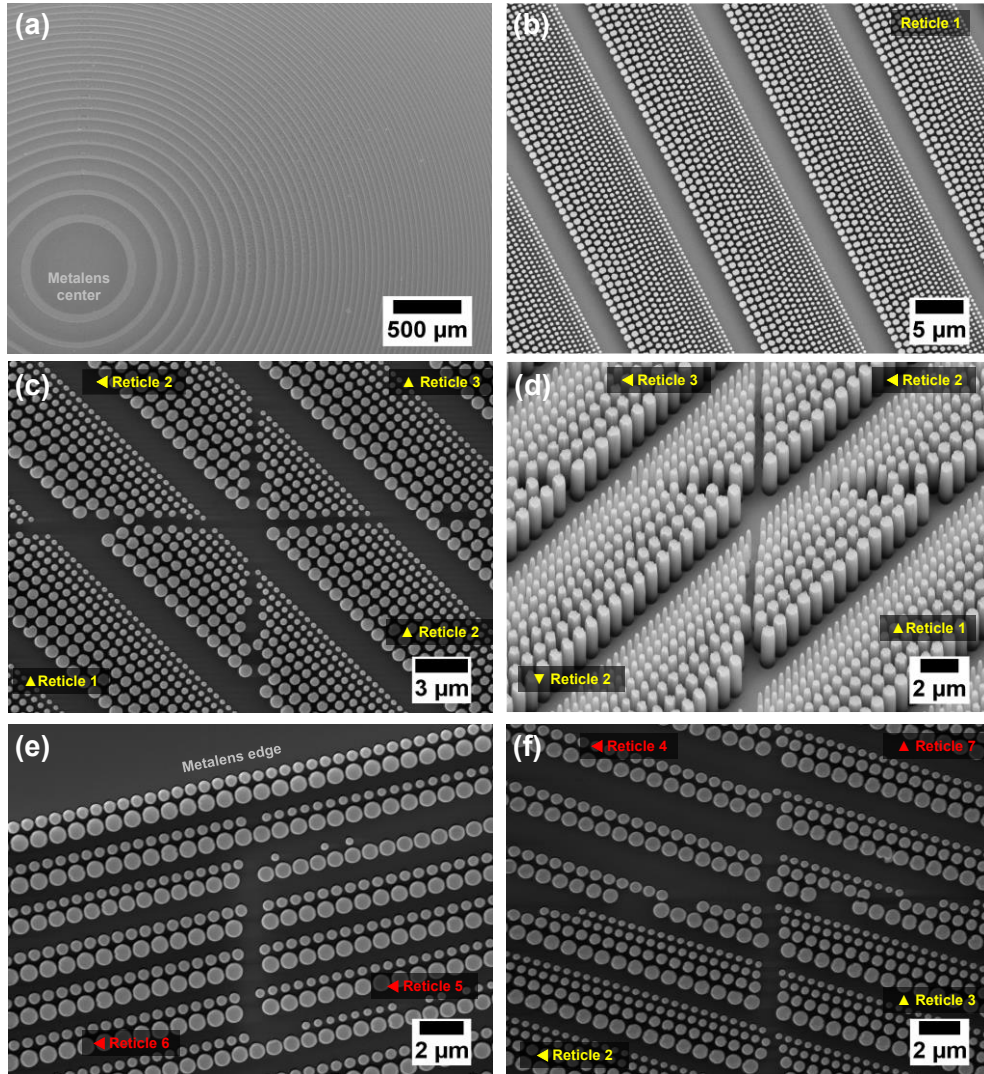 (a)
Metalens
center
500 µm
(b)
Reticle 1
5 µm
(c)
◄ Reticle 2
▲ Reticle 3
▲ Reticle 2
▲Reticle 1
3 µm
(d)
◄ Reticle 3
◄ Reticle 2
▲Reticle 1
▼ Reticle 2
2 µm
(e)
Metalens edge
◄ Reticle 5
◄ Reticle 6
2 µm
(f)
◄ Reticle 4
▲ Reticle 7
▲ Reticle 3
◄ Reticle 2
2 µm